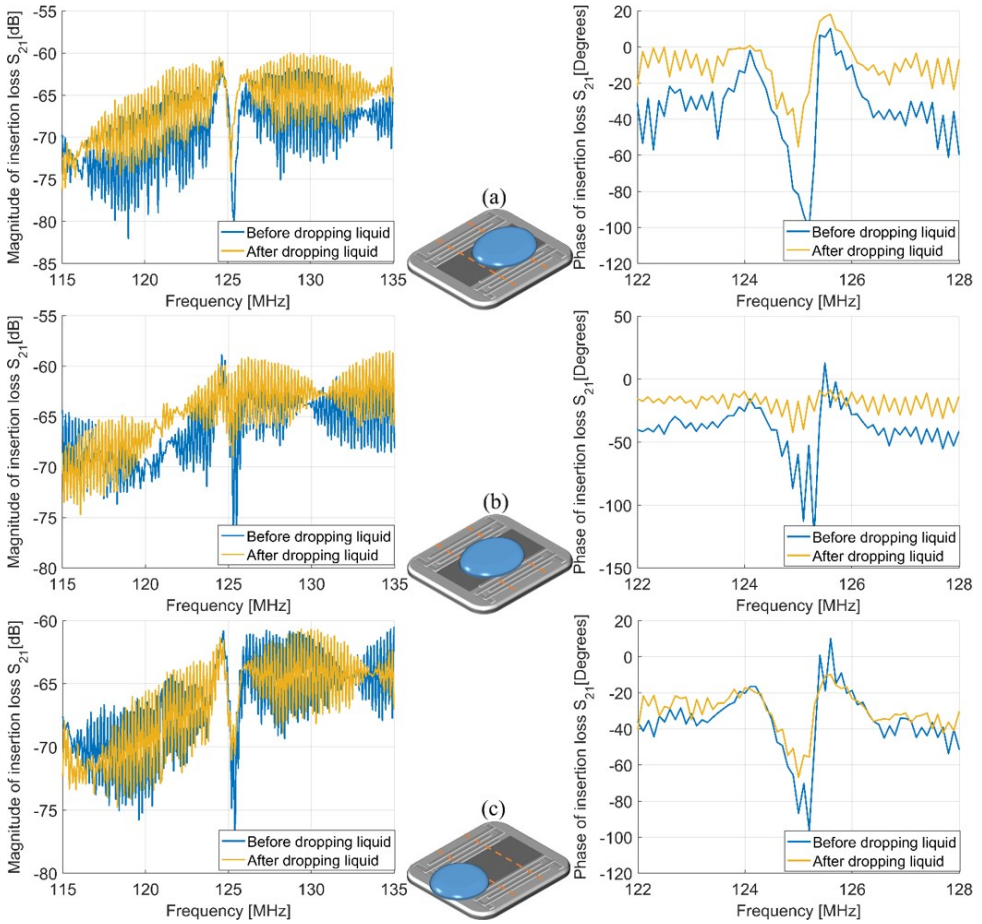 Magnitude of insertion loss S21[dB]
-55
-60
-65
-70
-75
-80
-85
115 120 125 130 135
Frequency [MHz]
Before dropping liquid
After dropping liquid
(a)
Phase of insertion loss S21[Degrees]
20
0
-20
-40
-60
-80
-100
-120
122 124 126 128
Frequency [MHz]
Before dropping liquid
After dropping liquid
Magnitude of insertion loss S21[dB]
-55
-60
-65
-70
-75
-80
115 120 125 130 135
Frequency [MHz]
Before dropping liquid
After dropping liquid
(b)
Phase of insertion loss S21[Degrees]
50
0
-50
-100
-150
122 124 126 128
Frequency [MHz]
Before dropping liquid
After dropping liquid
Magnitude of insertion loss S21[dB]
-60
-65
-70
-75
-80
115 120 125 130 135
Frequency [MHz]
Before dropping liquid
After dropping liquid
(c)
Phase of insertion loss S21[Degrees]
20
0
-20
-40
-60
-80
-100
-120
122 124 126 128
Frequency [MHz]
Before dropping liquid
After dropping liquid